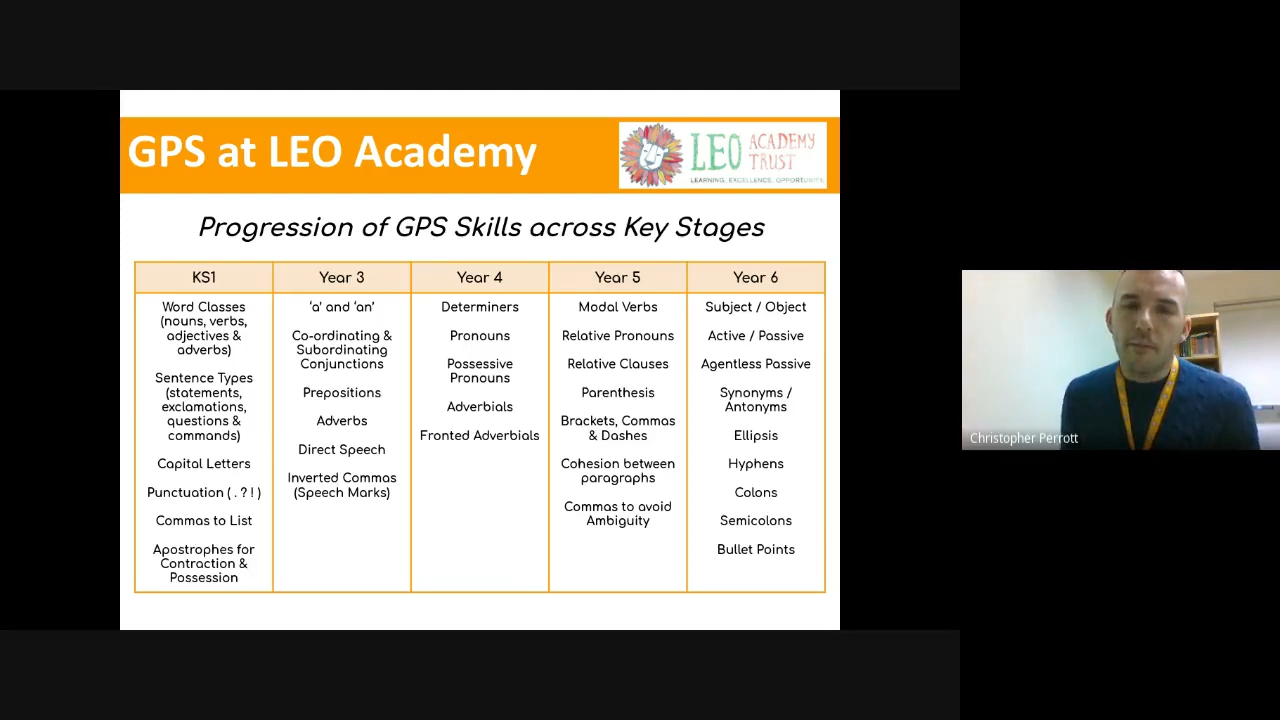 GPS at LEO Academy
LEO ACADEMY TRUST
LEARNING, EXCELLENCE, OPPORTUNITY
Progression of GPS Skills across Key Stages
KS1
Word Classes
(nouns, verbs,
adjectives &
adverbs)
Sentence Types
(statements,
exclamations,
questions &
commands)
Capital Letters
Punctuation ( . ? ! )
Commas to List
Apostrophes for
Contraction &
Possession
Year 3
‘a’ and ‘an’
Co-ordinating &
Subordinating
Conjunctions
Prepositions
Adverbs
Direct Speech
Inverted Commas
(Speech Marks)
Year 4
Determiners
Pronouns
Possessive
Pronouns
Adverbials
Fronted Adverbials
Year 5
Modal Verbs
Relative Pronouns
Relative Clauses
Parenthesis
Brackets, Commas
& Dashes
Cohesion between
paragraphs
Commas to avoid
Ambiguity
Year 6
Subject / Object
Active / Passive
Agentless Passive
Synonyms /
Antonyms
Ellipsis
Hyphens
Colons
Semicolons
Bullet Points
Christopher Perrott